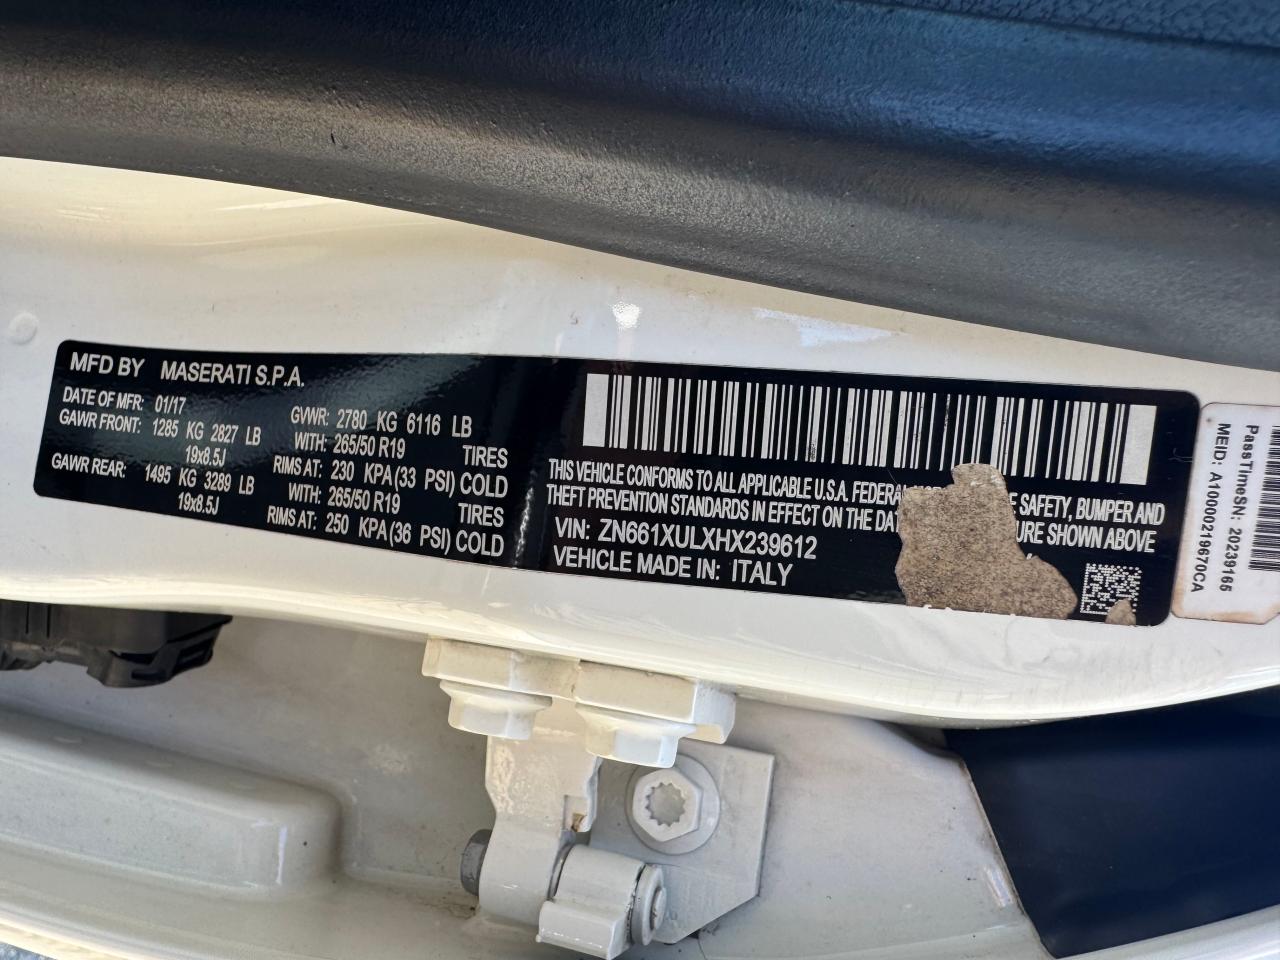 MFD BY MASERATI S.P.A.
DATE OF MFR: 01/17
GVWR: 2780 KG 6116 LB
GAWR FRONT: 1285 KG 2827 LB
WITH: 265/50 R19 TIRES
19x8.5J
RIMS AT: 230 KPA(33 PSI) COLD
GAWR REAR: 1495 KG 3289 LB
WITH: 265/50 R19 TIRES
19x8.5J
RIMS AT: 250 KPA(36 PSI) COLD
THIS VEHICLE CONFORMS TO ALL APPLICABLE U.S.A. FEDERAL SAFETY, BUMPER AND
THEFT PREVENTION STANDARDS IN EFFECT ON THE SHOWN ABOVE
VIN: ZN661XULXHX239612
VEHICLE MADE IN: ITALY
PassTimeSN: 20239165
MEID: A10000219670CA